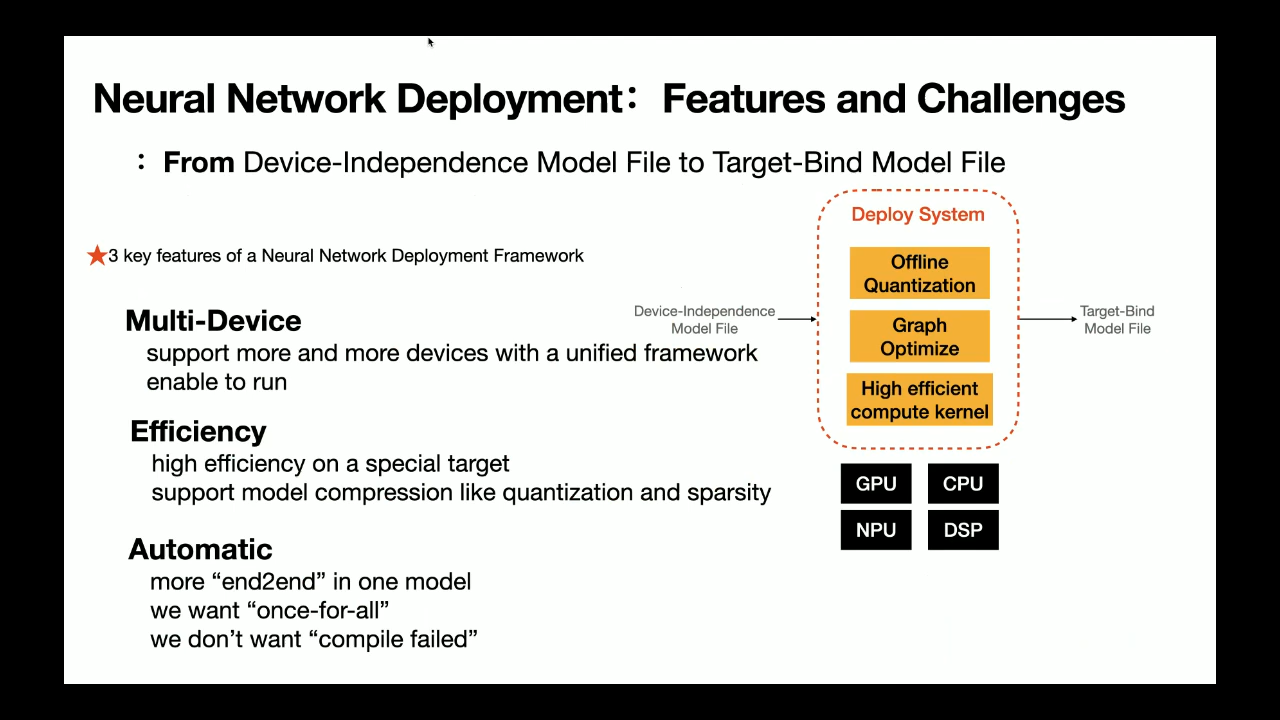 Neural Network Deployment：Features and Challenges
：From Device-Independence Model File to Target-Bind Model File
★3 key features of a Neural Network Deployment Framework
Multi-Device
support more and more devices with a unified framework
enable to run
Efficiency
high efficiency on a special target
support model compression like quantization and sparsity
Automatic
more “end2end” in one model
we want “once-for-all”
we don’t want “compile failed”
Device-Independence
Model File
Deploy System
Offline
Quantization
Graph
Optimize
High efficient
compute kernel
Target-Bind
Model File
GPU
CPU
NPU
DSP